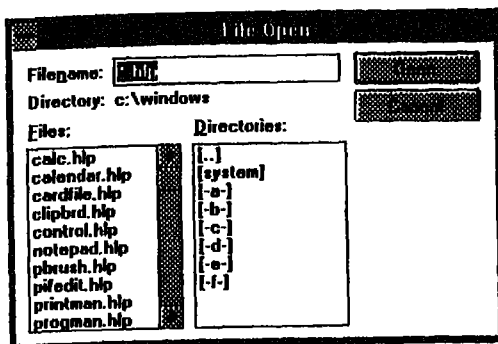 File Open
Filename: *.hlp
Directory: c:\windows
Files:
Directories:
calc.hlp
calendar.hlp
cardfile.hlp
clipbrd.hlp
control.hlp
notepad.hlp
pbrush.hlp
pifedit.hlp
printman.hlp
progman.hlp
[..]
[system]
[-a-]
[-b-]
[-c-]
[-d-]
[-e-]
[-f-]